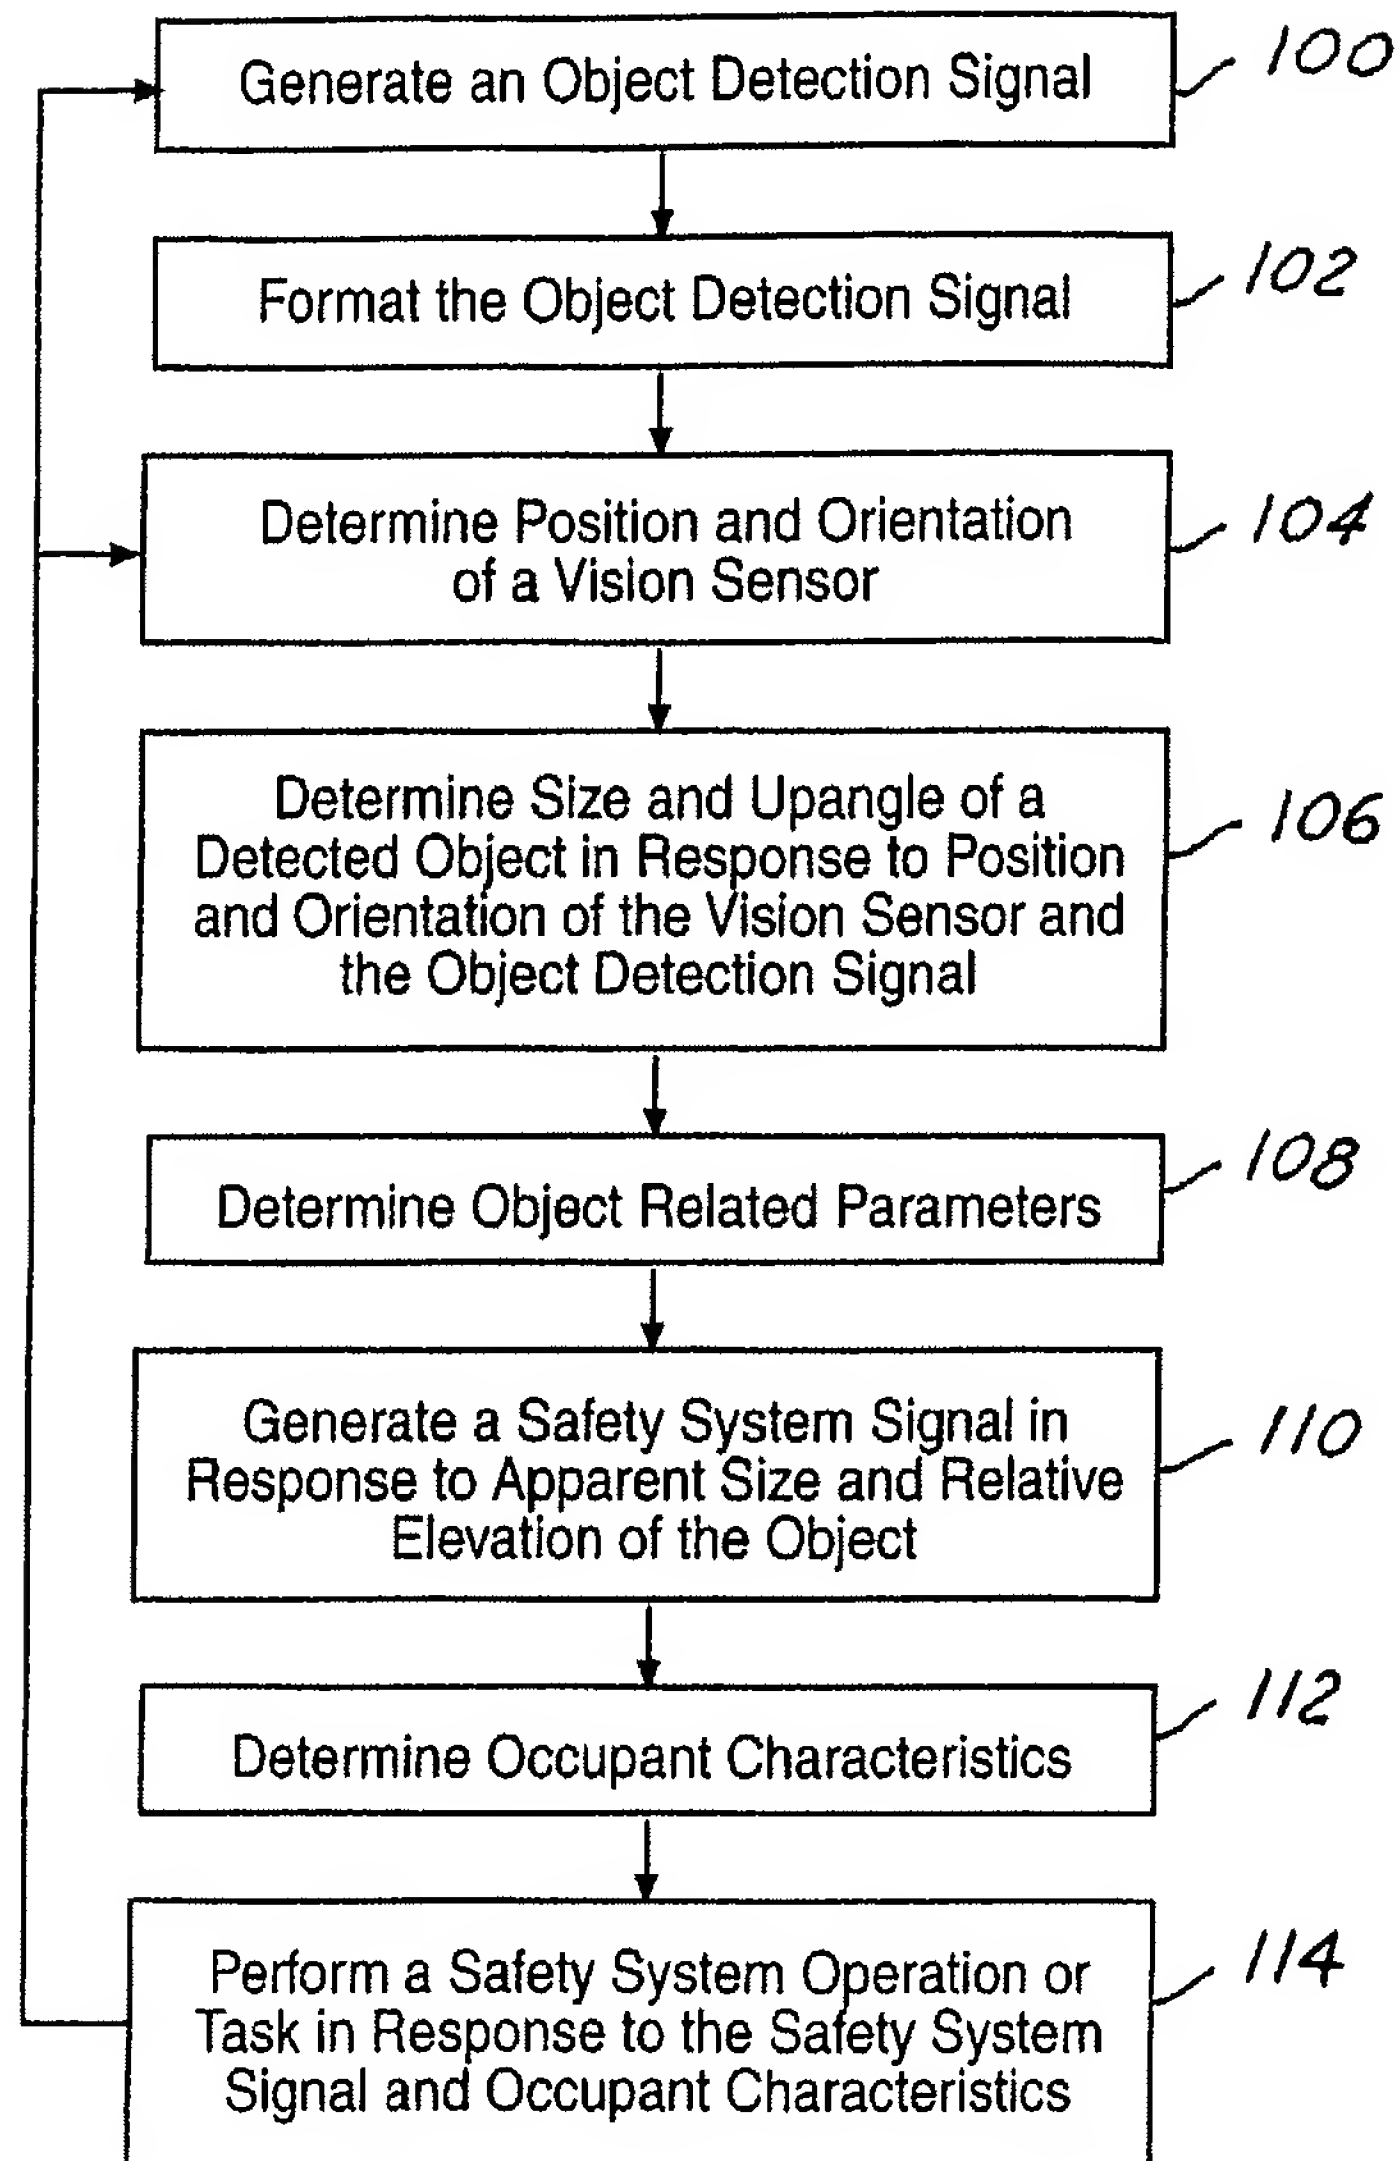 Generate an Object Detection Signal
100
Format the Object Detection Signal
102
Determine Position and Orientation
of a Vision Sensor
104
Determine Size and Upangle of a
Detected Object in Response to Position
and Orientation of the Vision Sensor and
the Object Detection Signal
106
Determine Object Related Parameters
108
Generate a Safety System Signal in
Response to Apparent Size and Relative
Elevation of the Object
110
Determine Occupant Characteristics
112
Perform a Safety System Operation or
Task in Response to the Safety System
Signal and Occupant Characteristics
114